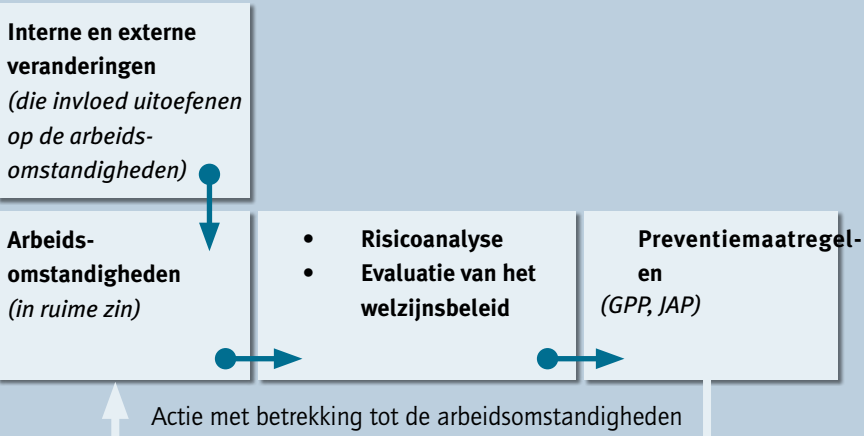 Interne en externe
veranderingen
(die invloed uitoefenen
op de arbeids-
omstandigheden)
Arbeids-
omstandigheden
(in ruime zin)
• Risicoanalyse
• Evaluatie van het
welzijnsbeleid
Preventiemaatregel-
en
(GPP, JAP)
Actie met betrekking tot de arbeidsomstandigheden